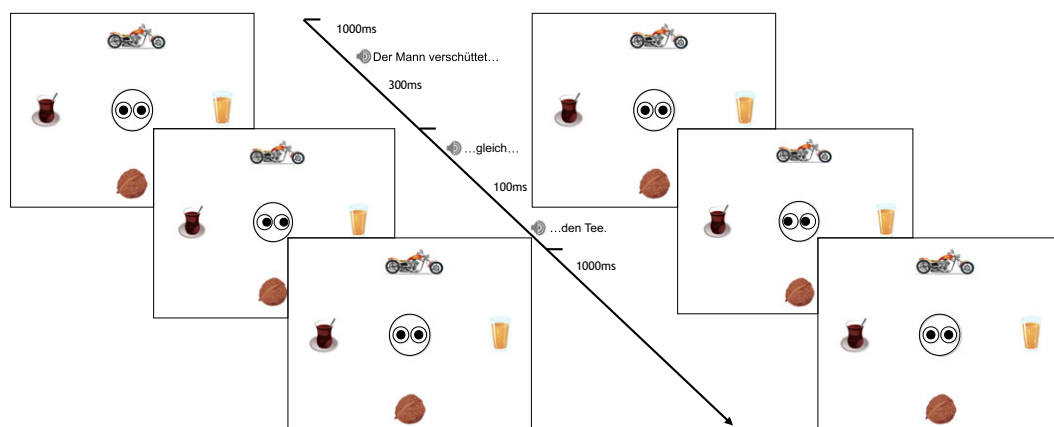 1000ms
Der Mann verschüttet…
300ms
…gleich…
100ms
…den Tee.
1000ms